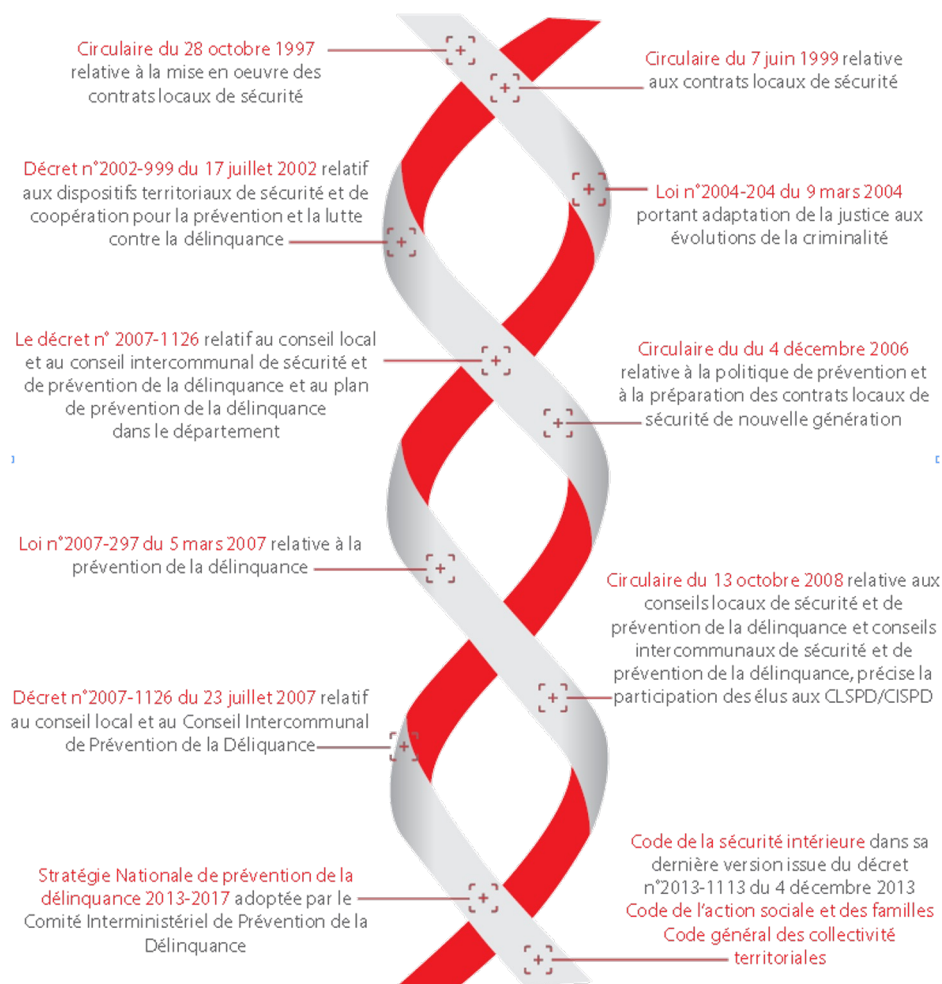 Circulaire du 28 octobre 1997
relative à la mise en oeuvre des
contrats locaux de sécurité
Circulaire du 7 juin 1999 relative
aux contrats locaux de sécurité
Décret n°2002-999 du 17 juillet 2002 relatif
aux dispositifs territoriaux de sécurité et de
coopération pour la prévention et la lutte
contre la délinquance
Loi n°2004-204 du 9 mars 2004
portant adaptation de la justice aux
évolutions de la criminalité
Le décret n° 2007-1126 relatif au conseil local
et au conseil intercommunal de sécurité et
de prévention de la délinquance et au plan
de prévention de la délinquance
dans le département
Circulaire du du 4 décembre 2006
relative à la politique de prévention et
à la préparation des contrats locaux de
sécurité de nouvelle génération
Loi n°2007-297 du 5 mars 2007 relative à la
prévention de la délinquance
Circulaire du 13 octobre 2008 relative aux
conseils locaux de sécurité et de
prévention de la délinquance et conseils
intercommunaux de sécurité et de
prévention de la délinquance, précise la
participation des élus aux CLSPD/CISPD
Décret n°2007-1126 du 23 juillet 2007 relatif
au conseil local et au Conseil Intercommunal
de Prévention de la Déliquance
Stratégie Nationale de prévention de la
délinquance 2013-2017 adoptée par le
Comité Interministériel de Prévention de la
Délinquance
Code de la sécurité intérieure dans sa
dernière version issue du décret
n°2013-1113 du 4 décembre 2013
Code de l'action sociale et des familles
Code général des collectivité
territoriales